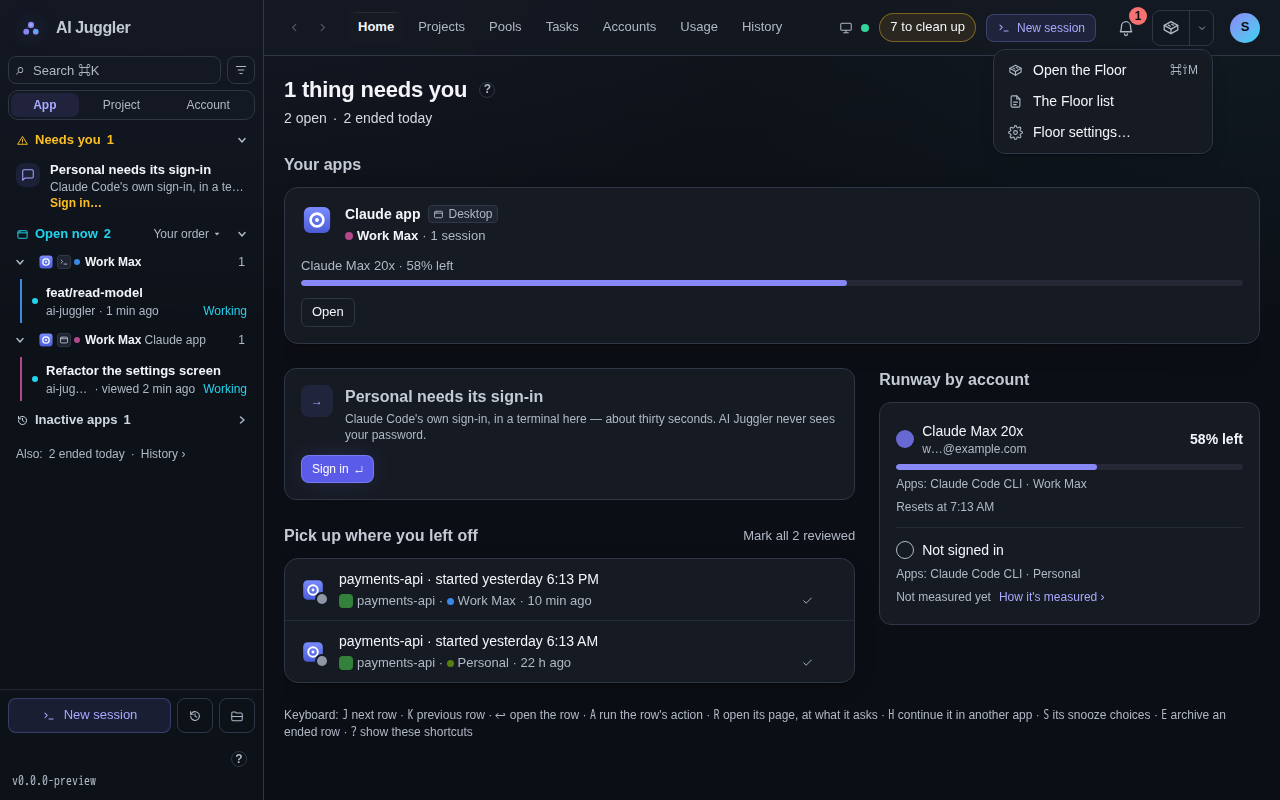 AI Juggler
Search ⌘K
App Project Account
Needs you 1
Personal needs its sign-in
Claude Code's own sign-in, in a te…
Sign in…
Open now 2 Your order
Work Max 1
feat/read-model
ai-juggler · 1 min ago Working
Work Max Claude app 1
Refactor the settings screen
ai-jug… · viewed 2 min ago Working
Inactive apps 1
Also: 2 ended today · History ›
New session
?
v0.0.0-preview
Home Projects Pools Tasks Accounts Usage History
7 to clean up
New session
1
S
Open the Floor ⌘⇧M
The Floor list
Floor settings…
1 thing needs you ?
2 open · 2 ended today
Your apps
Claude app Desktop
Work Max · 1 session
Claude Max 20x · 58% left
Open
→ Personal needs its sign-in
Claude Code's own sign-in, in a terminal here — about thirty seconds. AI Juggler never sees
your password.
Sign in ↵
Pick up where you left off Mark all 2 reviewed
payments-api · started yesterday 6:13 PM
payments-api · Work Max · 10 min ago
payments-api · started yesterday 6:13 AM
payments-api · Personal · 22 h ago
Runway by account
Claude Max 20x
w…@example.com
58% left
Apps: Claude Code CLI · Work Max
Resets at 7:13 AM
Not signed in
Apps: Claude Code CLI · Personal
Not measured yet How it's measured ›
Keyboard: J next row · K previous row · ↩ open the row · A run the row's action · R open its page, at what it asks · H continue it in another app · S its snooze choices · E archive an
ended row · ? show these shortcuts